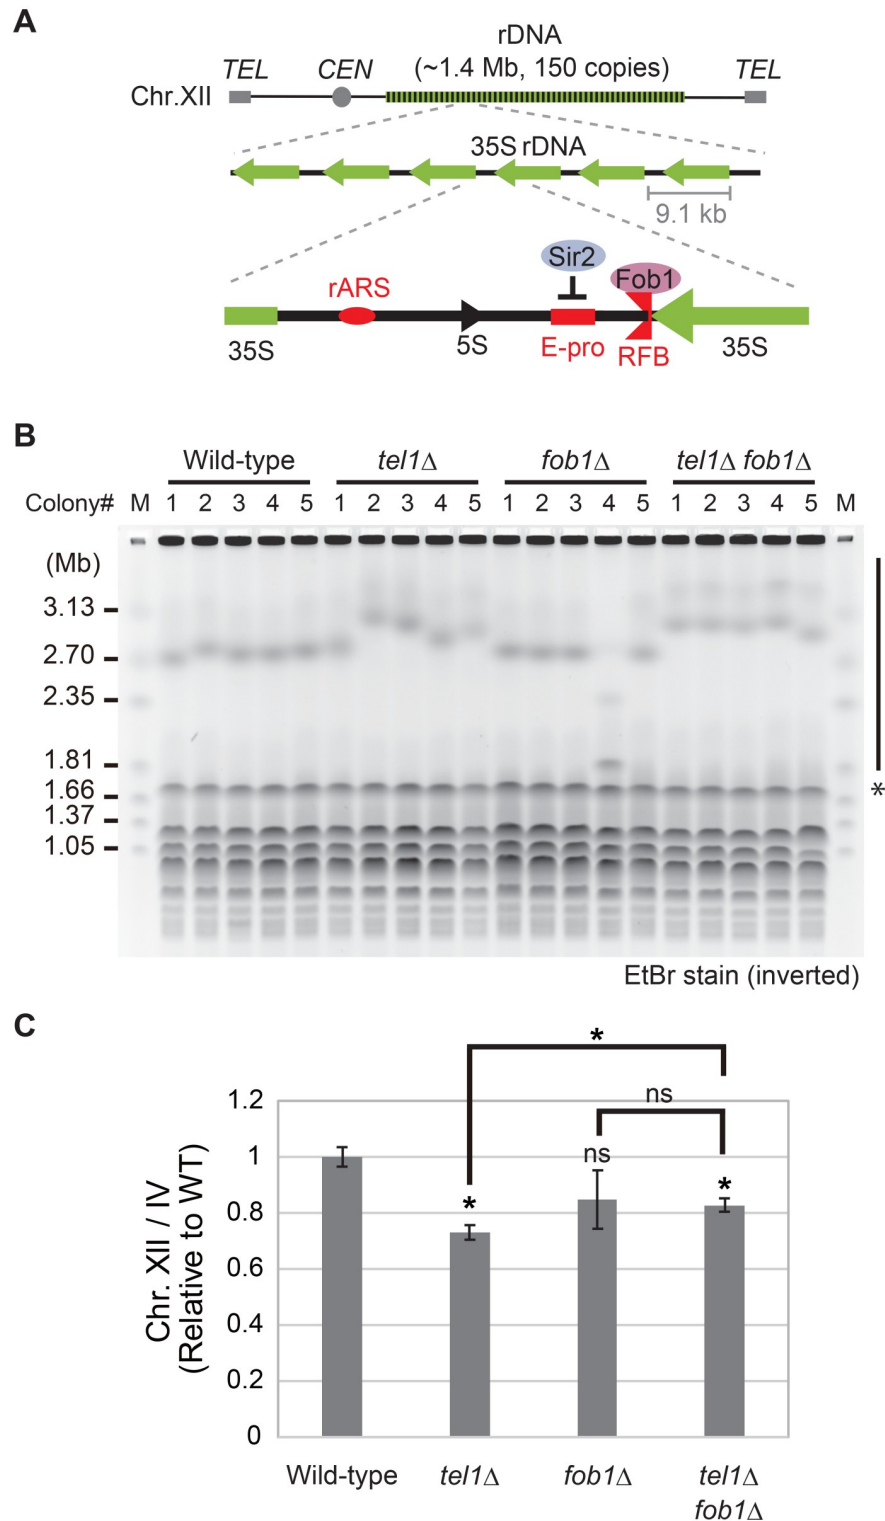 A
rDNA
(~1.4 Mb, 150 copies)
TEL CEN TEL
Chr.XII
35S rDNA
9.1 kb
Sir2
Fob1
rARS
35S 5S E-pro RFB 35S
B
Wild-type tel1Δ fob1Δ tel1Δ fob1Δ
Colony# M 1 2 3 4 5 1 2 3 4 5 1 2 3 4 5 1 2 3 4 5 M
(Mb)
3.13
2.70
2.35
1.81
1.66
*
1.37
1.05
EtBr stain (inverted)
C
*
ns
ns
*
*
Chr. XII / IV
(Relative to WT)
1.2
1
0.8
0.6
0.4
0.2
0
Wild-type tel1Δ fob1Δ tel1Δ
fob1Δ